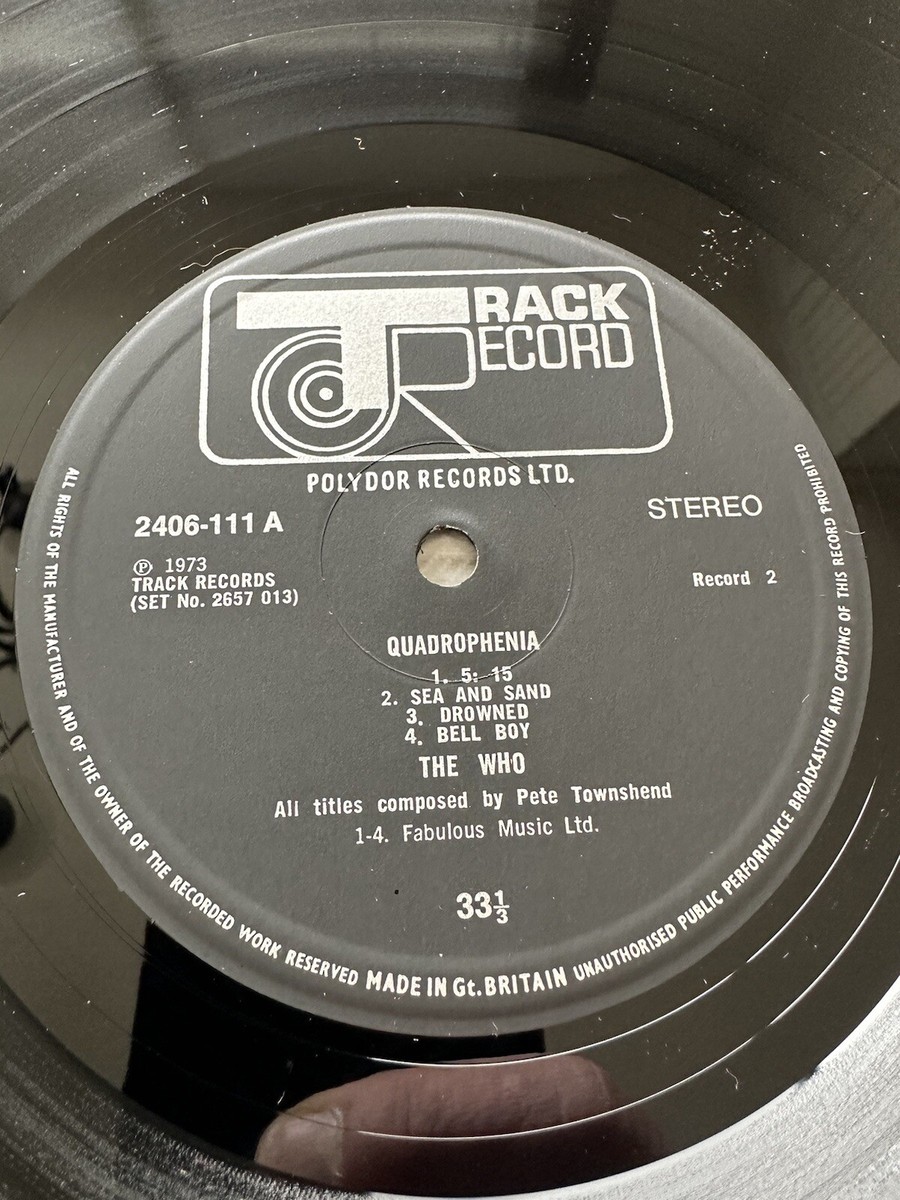 TRACK
RECORD
POLYDOR RECORDS LTD.
2406-111 A
STEREO
℗ 1973
TRACK RECORDS
(SET No. 2657 013)
Record 2
QUADROPHENIA
1. 5: 15
2. SEA AND SAND
3. DROWNED
4. BELL BOY
THE WHO
All titles composed by Pete Townshend
1-4. Fabulous Music Ltd.
33⅓
ALL RIGHTS OF THE MANUFACTURER AND OF THE OWNER OF THE RECORDED WORK RESERVED MADE IN Gt. BRITAIN UNAUTHORISED PUBLIC PERFORMANCE BROADCASTING AND COPYING OF THIS RECORD PROHIBITED